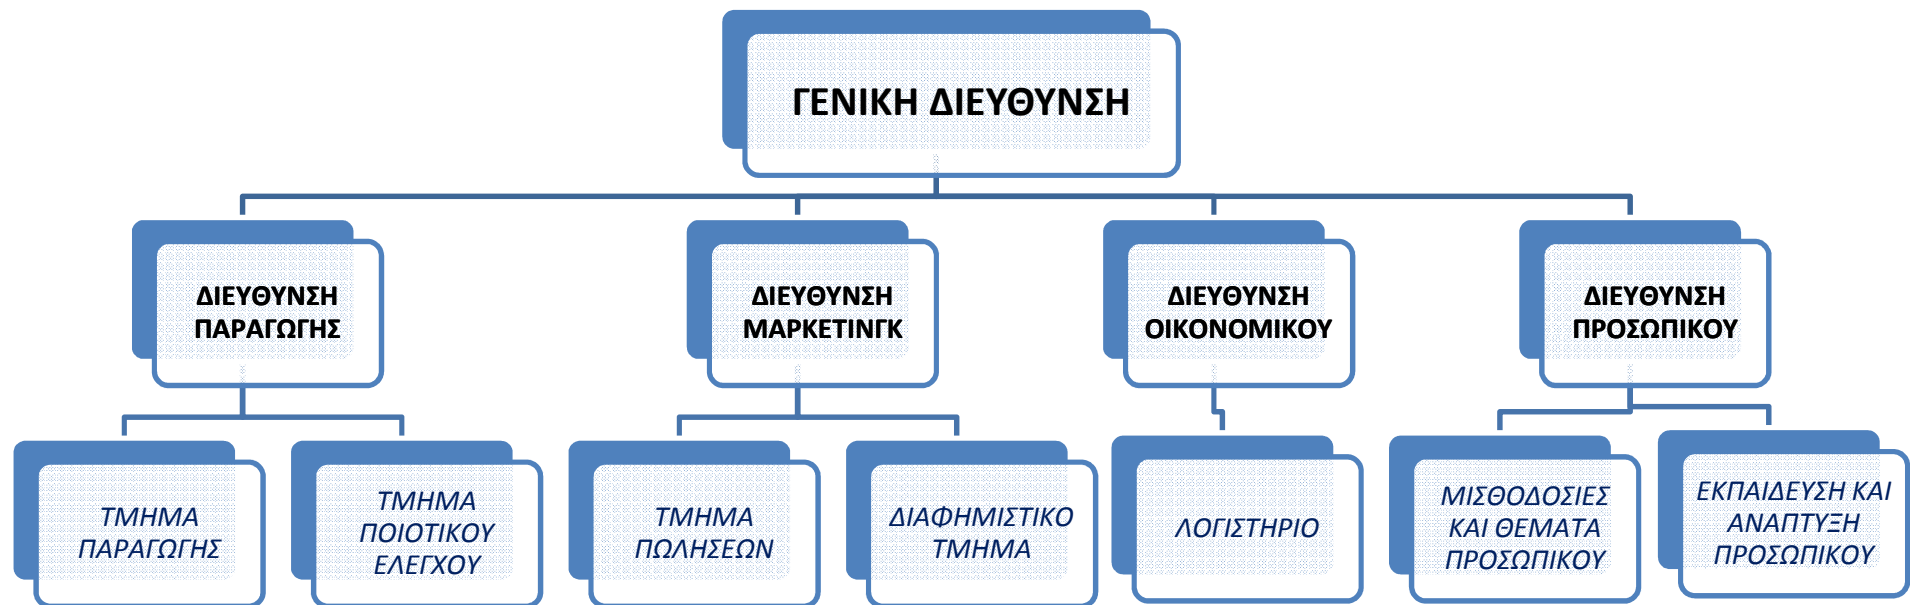 ΓΕΝΙΚΗ ΔΙΕΥΘΥΝΣΗ
ΔΙΕΥΘΥΝΣΗ
ΠΑΡΑΓΩΓΗΣ
ΔΙΕΥΘΥΝΣΗ
ΜΑΡΚΕΤΙΝΓΚ
ΔΙΕΥΘΥΝΣΗ
ΟΙΚΟΝΟΜΙΚΟΥ
ΔΙΕΥΘΥΝΣΗ
ΠΡΟΣΩΠΙΚΟΥ
ΤΜΗΜΑ
ΠΑΡΑΓΩΓΗΣ
ΤΜΗΜΑ
ΠΟΙΟΤΙΚΟΥ
ΕΛΕΓΧΟΥ
ΤΜΗΜΑ
ΠΩΛΗΣΕΩΝ
ΔΙΑΦΗΜΙΣΤΙΚΟ
ΤΜΗΜΑ
ΛΟΓΙΣΤΗΡΙΟ
ΜΙΣΘΟΔΟΣΙΕΣ
ΚΑΙ ΘΕΜΑΤΑ
ΠΡΟΣΩΠΙΚΟΥ
ΕΚΠΑΙΔΕΥΣΗ ΚΑΙ
ΑΝΑΠΤΥΞΗ
ΠΡΟΣΩΠΙΚΟΥ